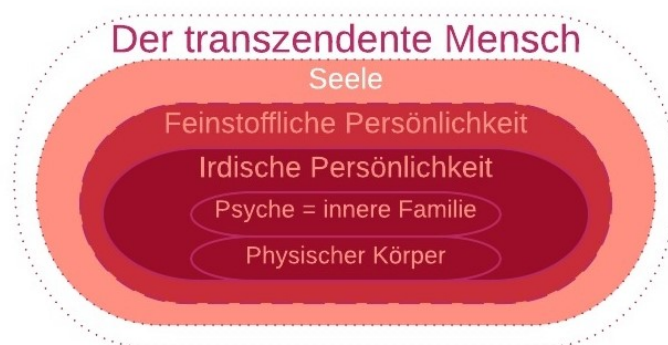 Der transzendente Mensch
Seele
Feinstoffliche Persönlichkeit
Irdische Persönlichkeit
Psyche = innere Familie
Physischer Körper